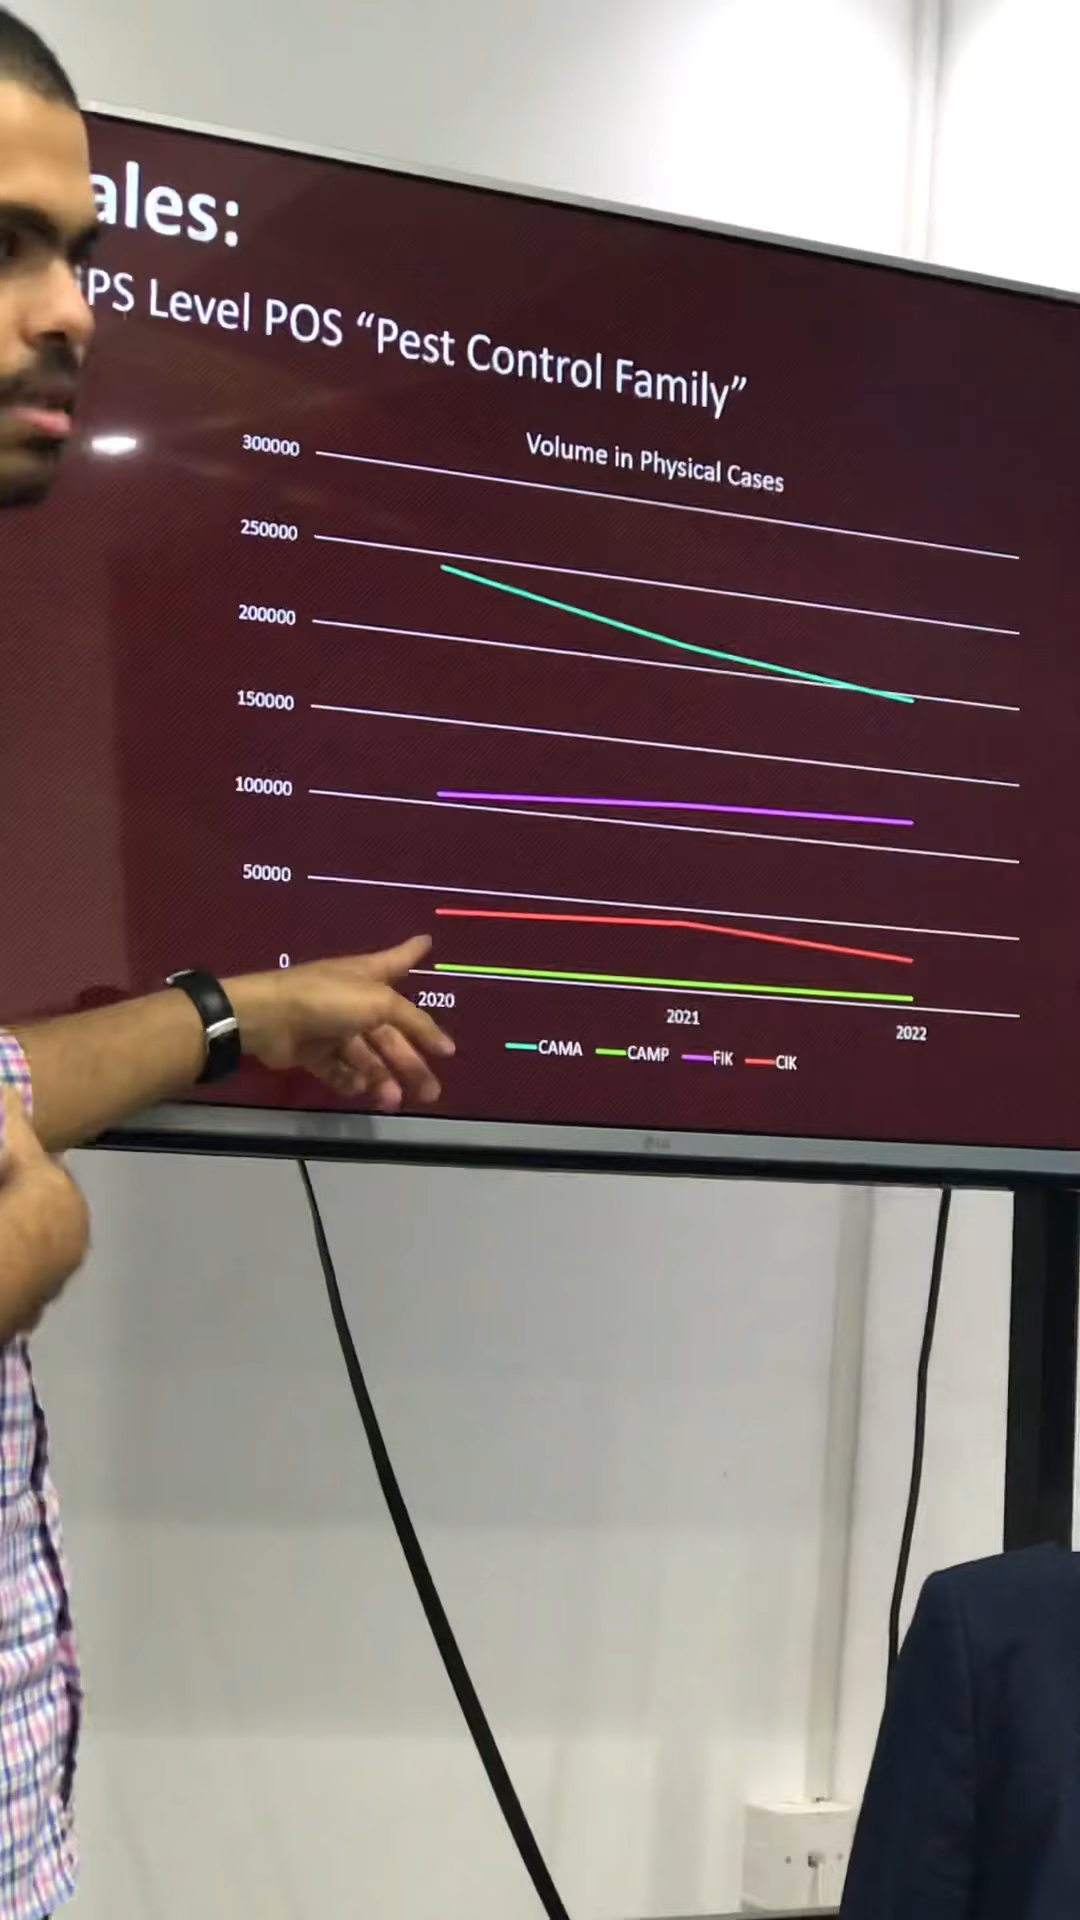 ales:
PS Level POS “Pest Control Family”
Volume in Physical Cases
300000
250000
200000
150000
100000
50000
0
2020
2021
2022
CAMA CAMP FIK CIK
LG